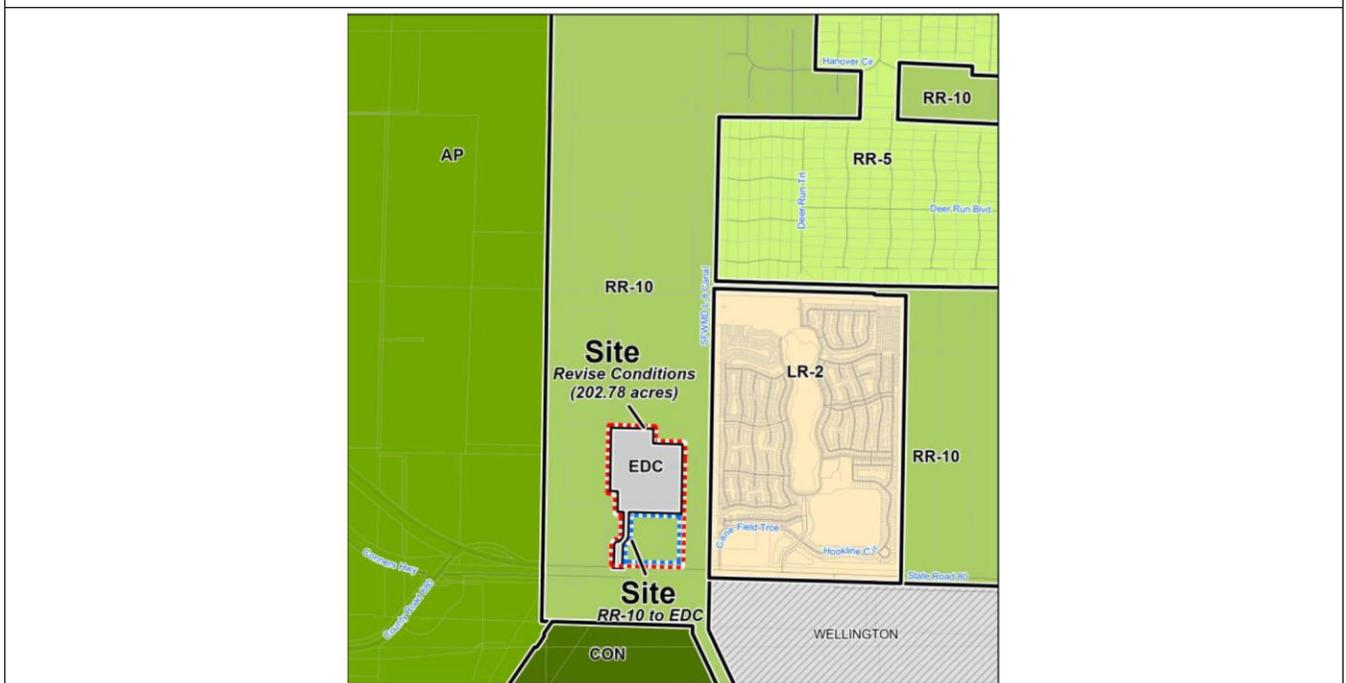 Hanover Cir
RR-10
AP
RR-5
Deer Run Trl
Deer Run Blvd
RR-10
SFWMD L-8 Canal
Site
Revise Conditions
(202.78 acres)
LR-2
EDC
RR-10
Cane Field Trce
Hookline Cir
Conners Hwy
State Road 80
County Road 880
Site
RR-10 to EDC
WELLINGTON
CON